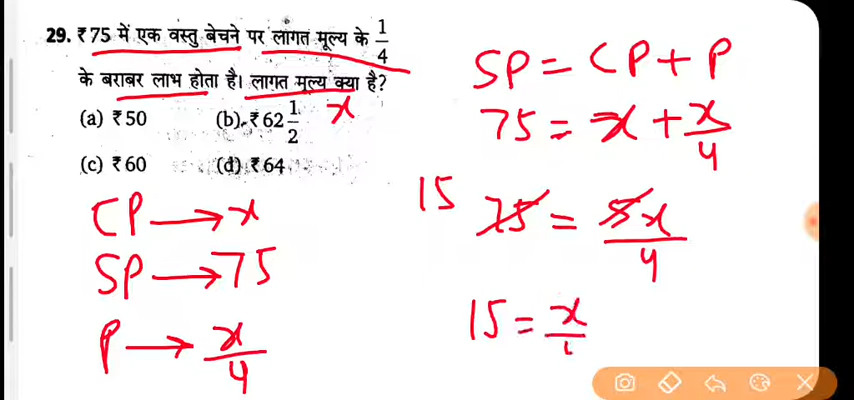 29. ₹ 75 में एक वस्तु बेचने पर लागत मूल्य के 1/4
के बराबर लाभ होता है। लागत मूल्य क्या है?
x
(a) ₹ 50 (b) ₹ 62 1/2
(c) ₹ 60 (d) ₹ 64
CP → x
SP → 75
P → x/4
SP = CP + P
75 = x + x/4
15 75 = 5x/4
15 = x/